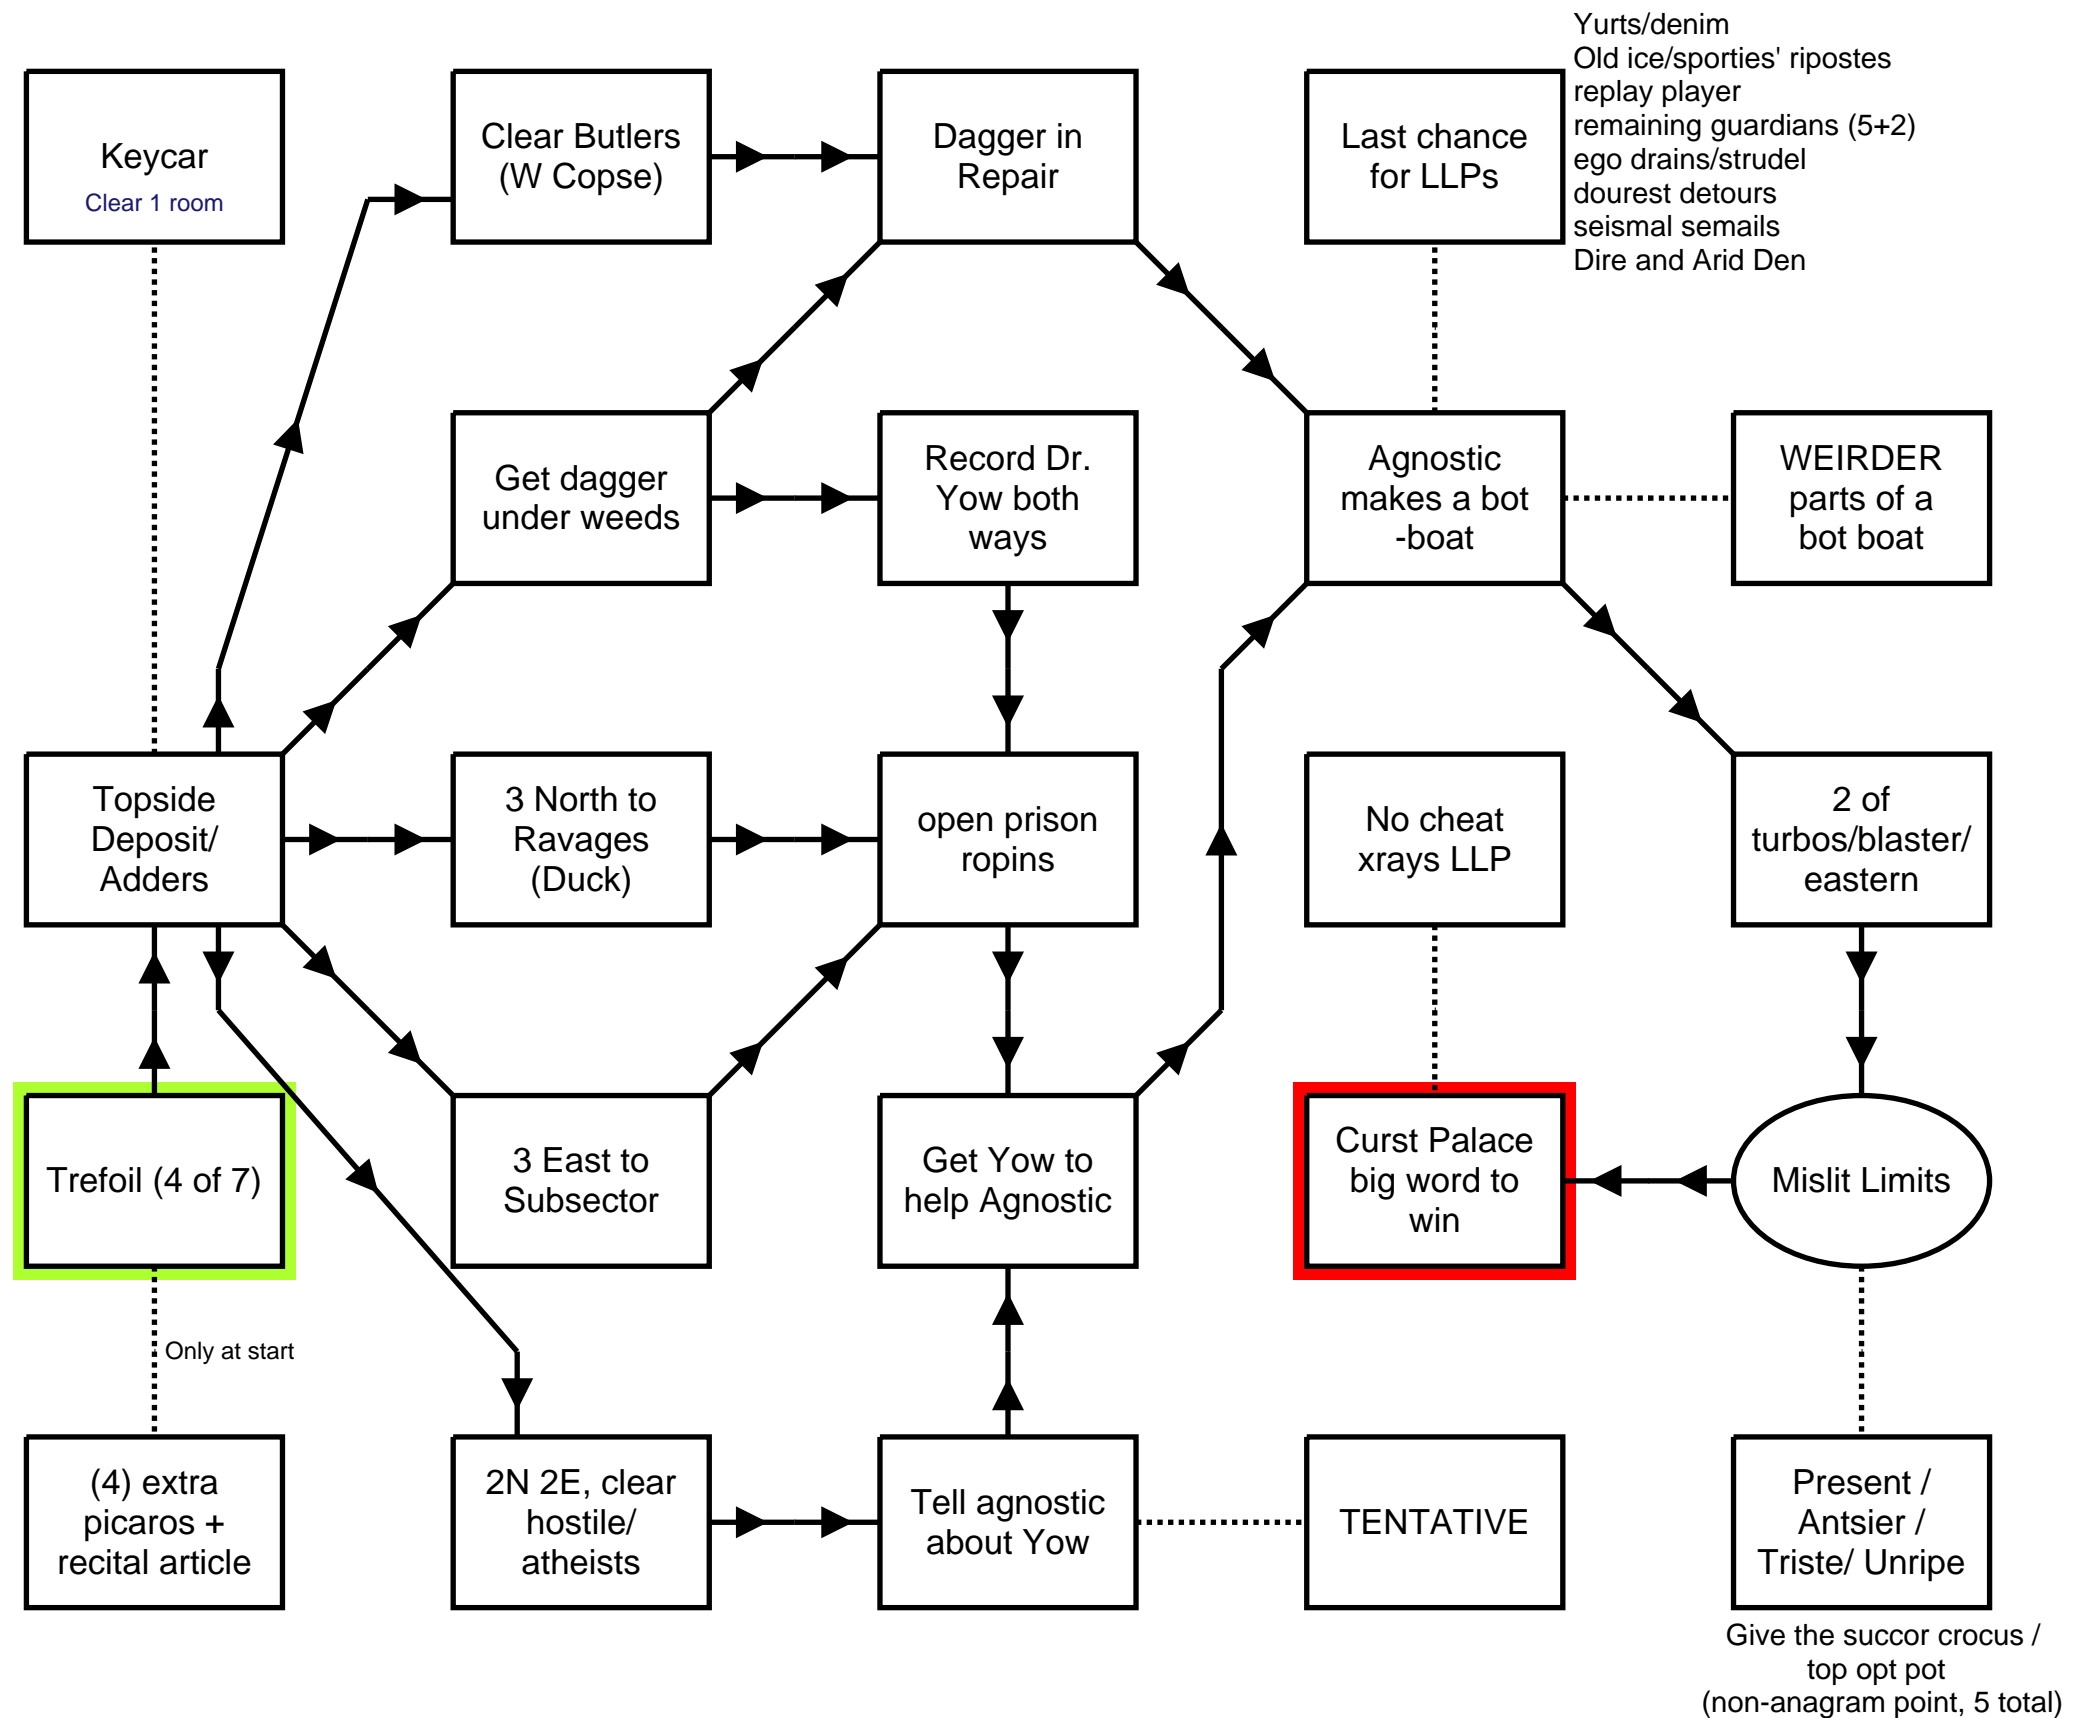 Yurts/denim
Old ice/sporties' ripostes
replay player
remaining guardians (5+2)
ego drains/strudel
dourest detours
seismal semails
Dire and Arid Den
Keycar
Clear 1 room
Clear Butlers
(W Copse)
Dagger in
Repair
Last chance
for LLPs
Get dagger
under weeds
Record Dr.
Yow both
ways
Agnostic
makes a bot
-boat
WEIRDER
parts of a
bot boat
Topside
Deposit/
Adders
3 North to
Ravages
(Duck)
open prison
ropins
No cheat
xrays LLP
2 of
turbos/blaster/
eastern
Trefoil (4 of 7)
3 East to
Subsector
Get Yow to
help Agnostic
Curst Palace
big word to
win
Mislit Limits
Only at start
(4) extra
picaros +
recital article
2N 2E, clear
hostile/
atheists
Tell agnostic
about Yow
TENTATIVE
Present /
Antsier /
Triste/ Unripe
Give the succor crocus /
top opt pot
(non-anagram point, 5 total)